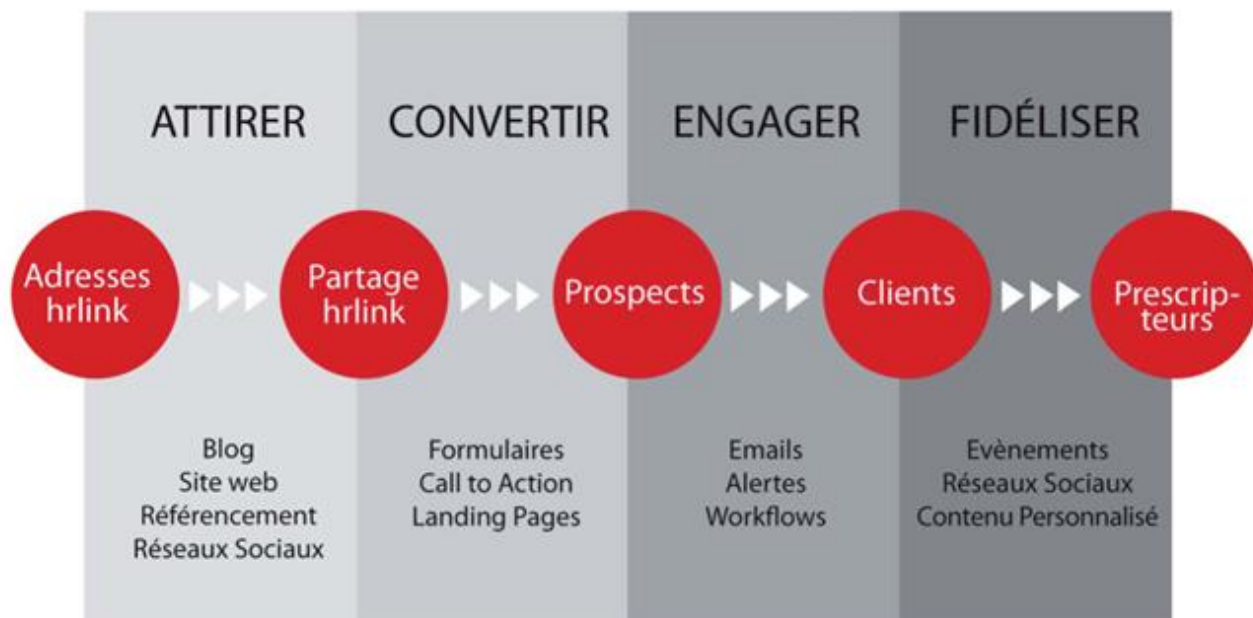 ATTIRER
CONVERTIR
ENGAGER
FIDÉLISER
Adresses
hrlink
Partage
hrlink
Prospects
Clients
Prescrip-
teurs
Blog
Site web
Référencement
Réseaux Sociaux
Formulaires
Call to Action
Landing Pages
Emails
Alertes
Workflows
Evènements
Réseaux Sociaux
Contenu Personnalisé